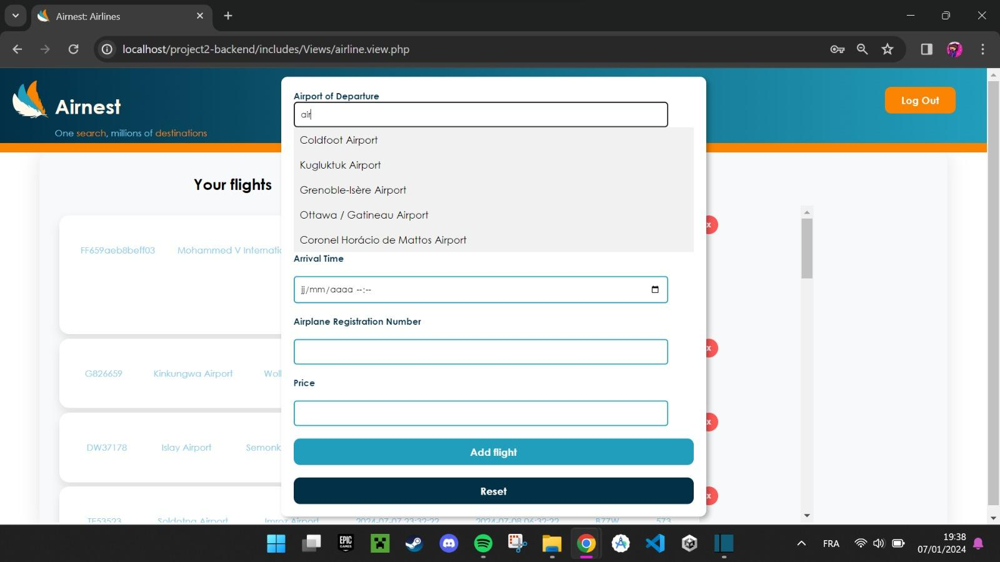 Airnest: Airlines
localhost/project2-backend/includes/Views/airline.view.php
Airnest
One search, millions of destinations
Log Out
Airport of Departure
air
Coldfoot Airport
Kugluktuk Airport
Grenoble-Isère Airport
Ottawa / Gatineau Airport
Coronel Horácio de Mattos Airport
Arrival Time
jj/mm/aaaa --:--
Airplane Registration Number
Price
Add flight
Reset
Your flights
FF659aeb8beff03 Mohammed V
x
G826659 Kinkungwa Airport
x
DW37178 Islay Airport
x
TF53523 Soldotna Airport Imroz Airport 2024-07-07 23:32:22 2024-07-08 06:32:22 B77W 573
x
EPIC
GAMES
FRA
19:38
07/01/2024